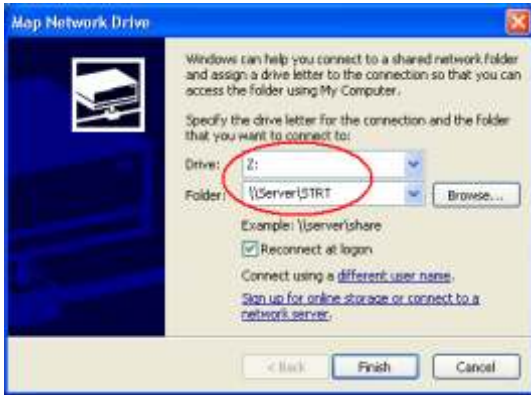 Map Network Drive
Windows can help you connect to a shared network folder
and assign a drive letter to the connection so that you can
access the folder using My Computer.
Specify the drive letter for the connection and the folder
that you want to connect to:
Drive: Z:
Folder: \\Server\STRT Browse...
Example: \\server\share
Reconnect at logon
Connect using a different user name.
Sign up for online storage or connect to a
network server.
< Back Finish Cancel